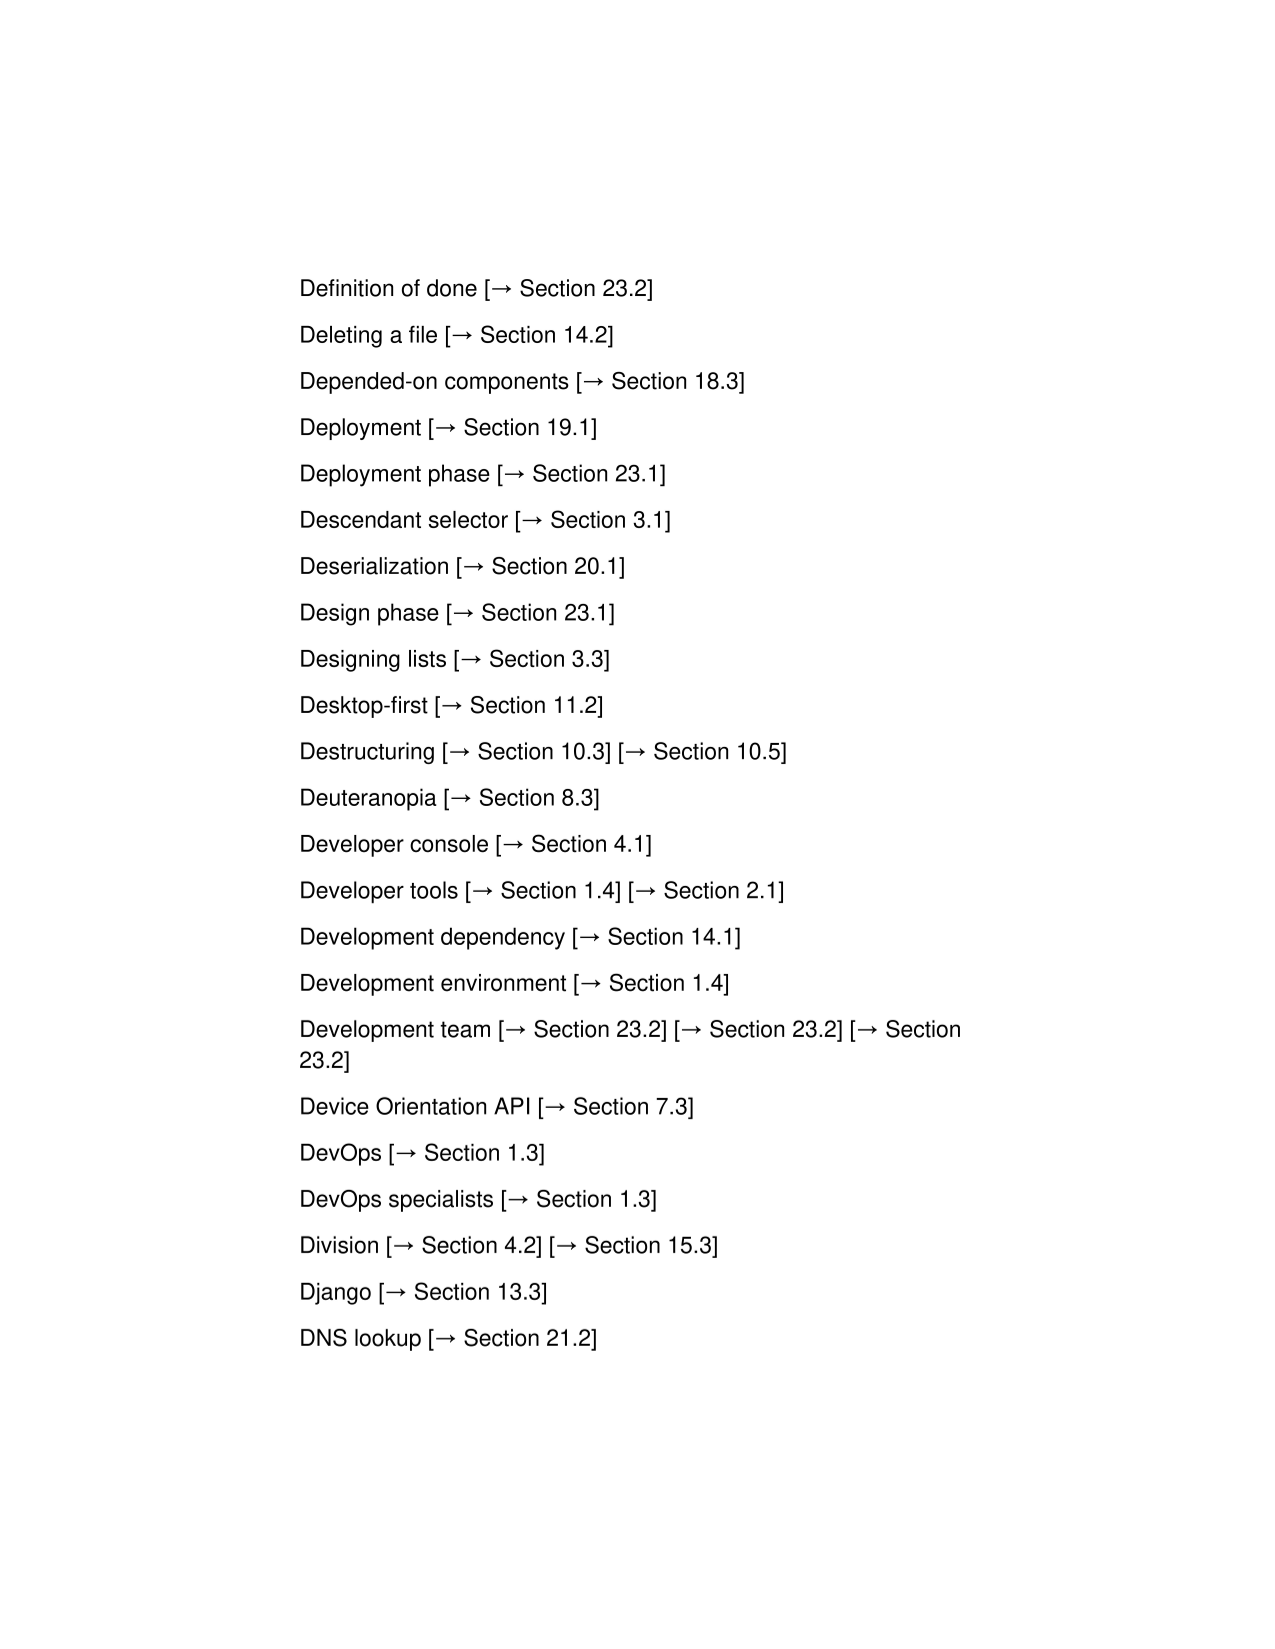 Definition of done [→ Section 23.2]
Deleting a file [→ Section 14.2]
Depended-on components [→ Section 18.3]
Deployment [→ Section 19.1]
Deployment phase [→ Section 23.1]
Descendant selector [→ Section 3.1]
Deserialization [→ Section 20.1]
Design phase [→ Section 23.1]
Designing lists [→ Section 3.3]
Desktop-first [→ Section 11.2]
Destructuring [→ Section 10.3] [→ Section 10.5]
Deuteranopia [→ Section 8.3]
Developer console [→ Section 4.1]
Developer tools [→ Section 1.4] [→ Section 2.1]
Development dependency [→ Section 14.1]
Development environment [→ Section 1.4]
Development team [→ Section 23.2] [→ Section 23.2] [→ Section
23.2]
Device Orientation API [→ Section 7.3]
DevOps [→ Section 1.3]
DevOps specialists [→ Section 1.3]
Division [→ Section 4.2] [→ Section 15.3]
Django [→ Section 13.3]
DNS lookup [→ Section 21.2]